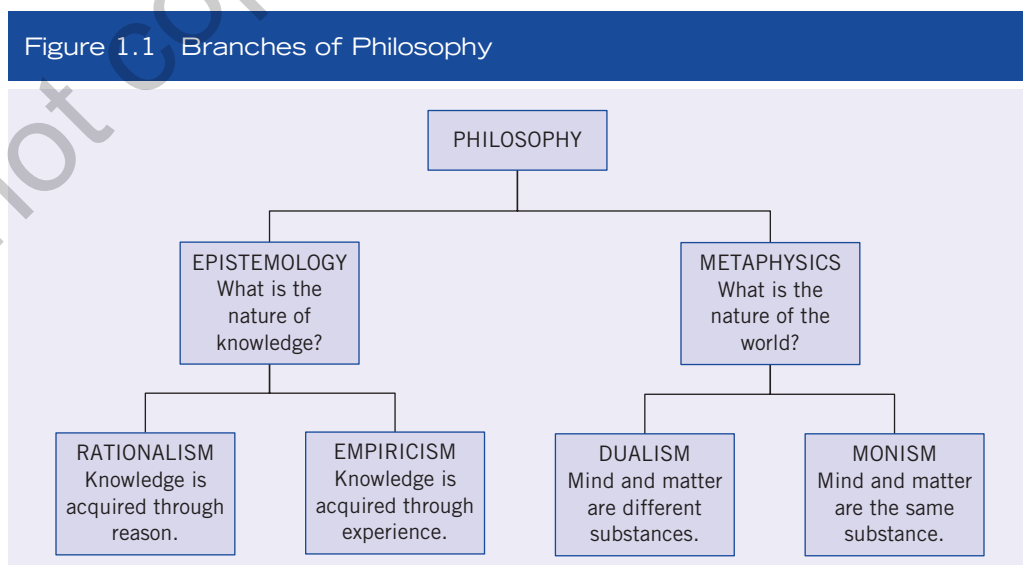 not co
Figure 1.1 Branches of Philosophy
PHILOSOPHY
EPISTEMOLOGY
What is the
nature of
knowledge?
METAPHYSICS
What is the
nature of the
world?
RATIONALISM
Knowledge is
acquired through
reason.
EMPIRICISM
Knowledge is
acquired through
experience.
DUALISM
Mind and matter
are different
substances.
MONISM
Mind and matter
are the same
substance.